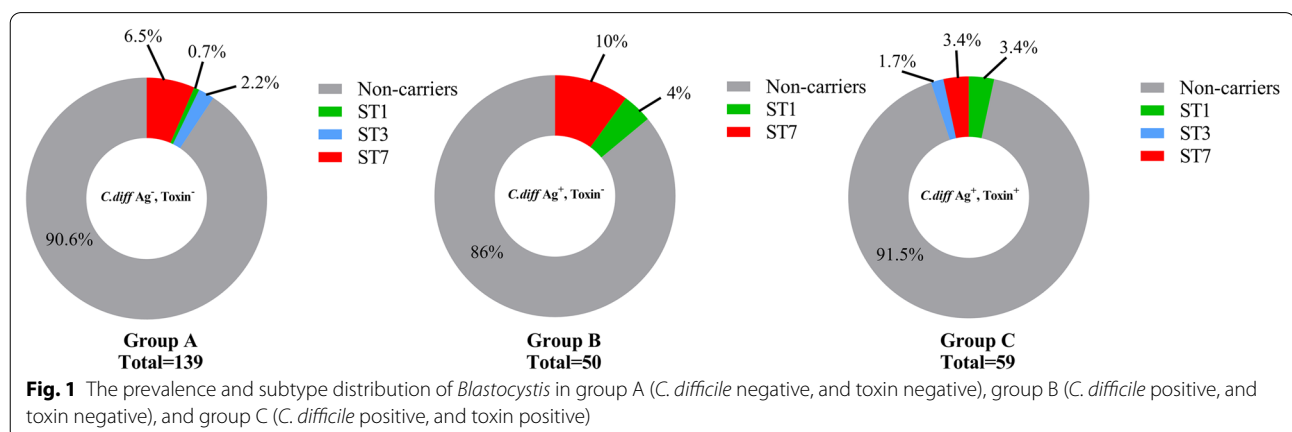 6.5%
0.7%
2.2%
Non-carriers
ST1
ST3
ST7
C.diff Ag⁻, Toxin⁻
90.6%
Group A
Total=139
10%
4%
Non-carriers
ST1
ST7
C.diff Ag⁺, Toxin⁻
86%
Group B
Total=50
1.7%
3.4%
3.4%
Non-carriers
ST1
ST3
ST7
C.diff Ag⁺, Toxin⁺
91.5%
Group C
Total=59
Fig. 1 The prevalence and subtype distribution of Blastocystis in group A (C. difficile negative, and toxin negative), group B (C. difficile positive, and
toxin negative), and group C (C. difficile positive, and toxin positive)